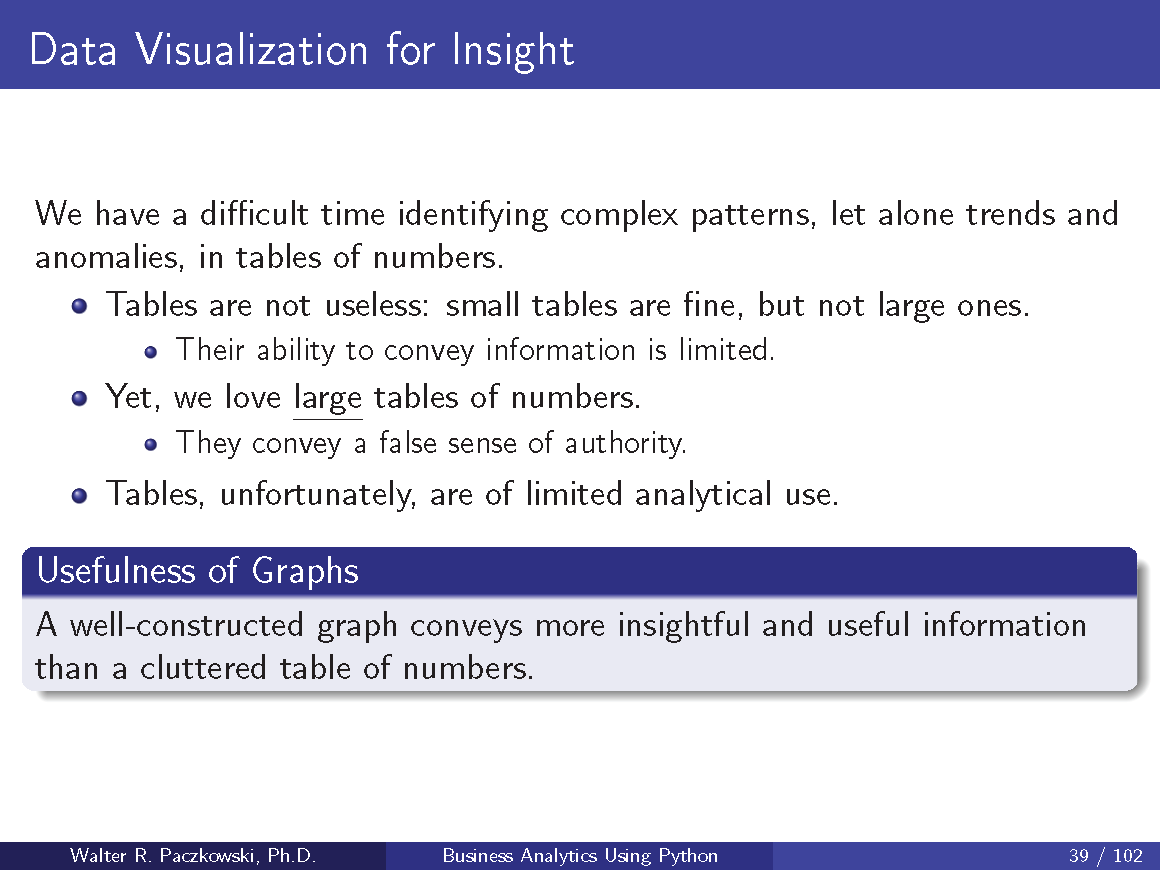 Data Visualization for Insight
We have a difficult time identifying complex patterns, let alone trends and
anomalies, in tables of numbers.
Tables are not useless: small tables are fine, but not large ones.
Their ability to convey information is limited.
Yet, we love large tables of numbers.
They convey a false sense of authority.
Tables, unfortunately, are of limited analytical use.
Usefulness of Graphs
A well-constructed graph conveys more insightful and useful information
than a cluttered table of numbers.
Walter R. Paczkowski, Ph.D. Business Analytics Using Python 39 / 102